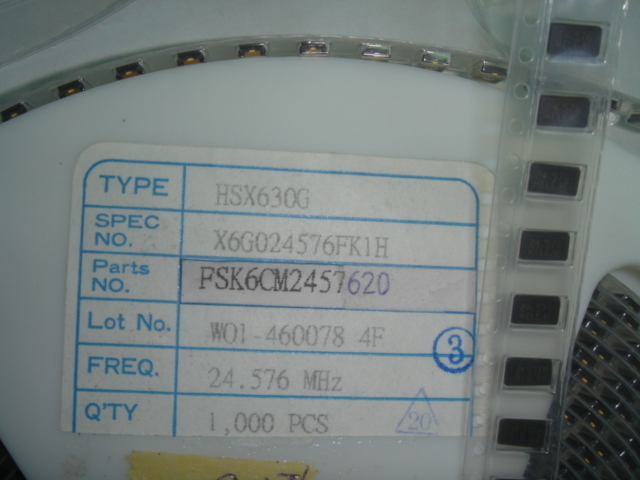 TYPE HSX630G
SPEC NO. X6G024576FK1H
Parts NO. FSK6CM2457620
Lot No. WO1-460078 4F
3
FREQ. 24.576 MHz
Q'TY 1,000 PCS
20